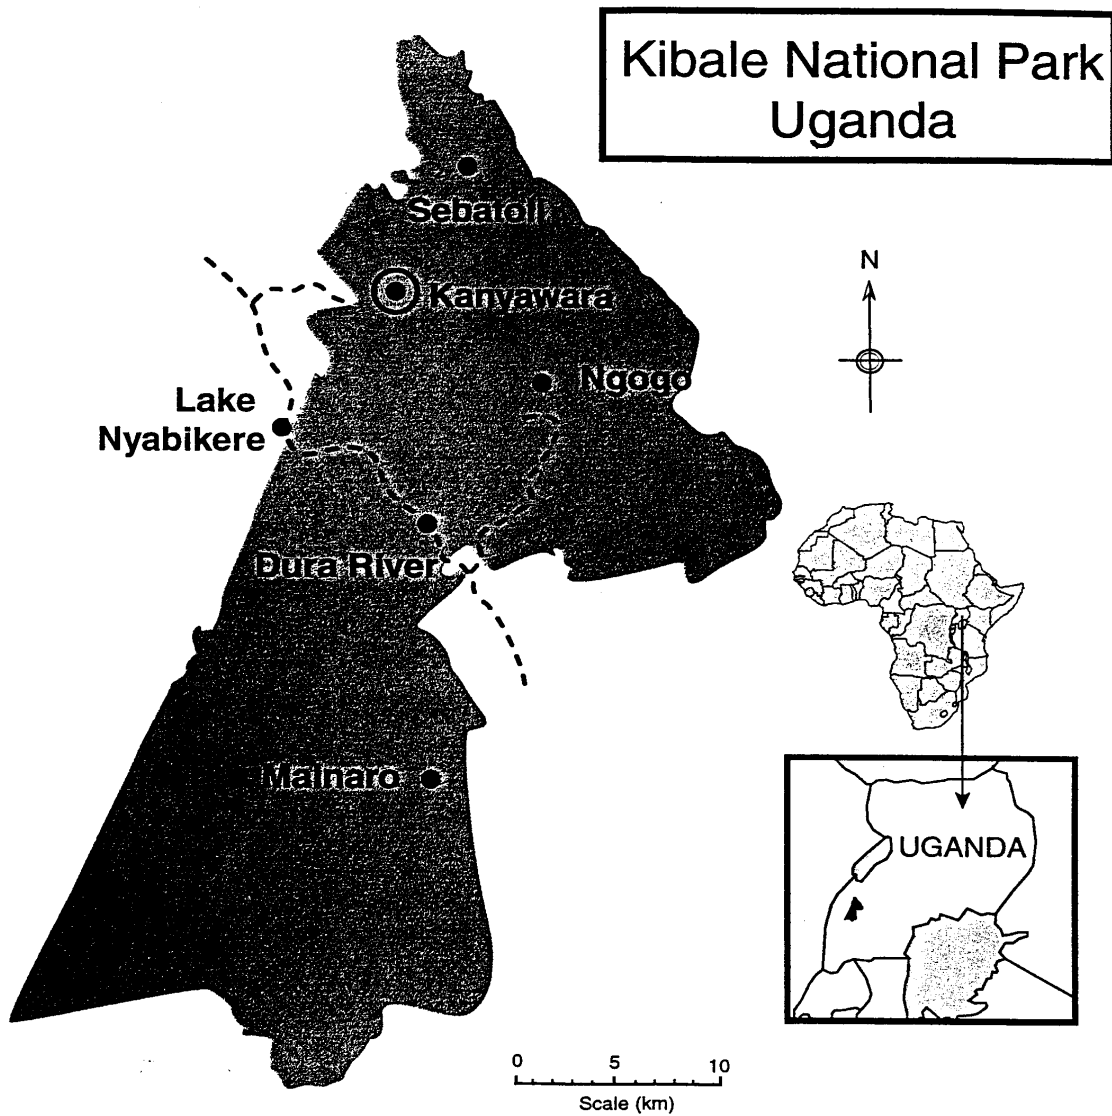 Kibale National Park
Uganda
Sebatoli
Kanyawara
N
Ngogo
Lake
Nyabikere
Dura River
Mainaro
UGANDA
0 5 10
Scale (km)